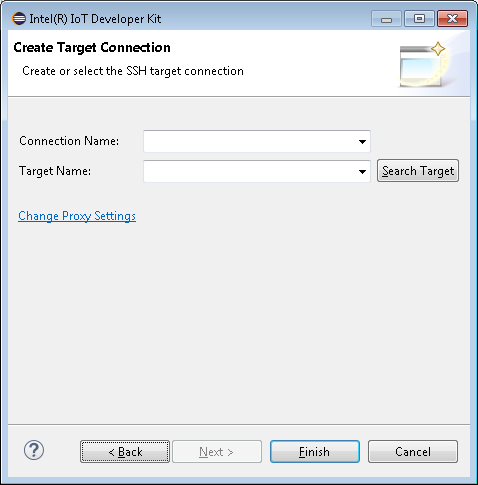 Intel(R) IoT Developer Kit
Create Target Connection
Create or select the SSH target connection
Connection Name:
Target Name:
Search Target
Change Proxy Settings
? < Back Next > Finish Cancel